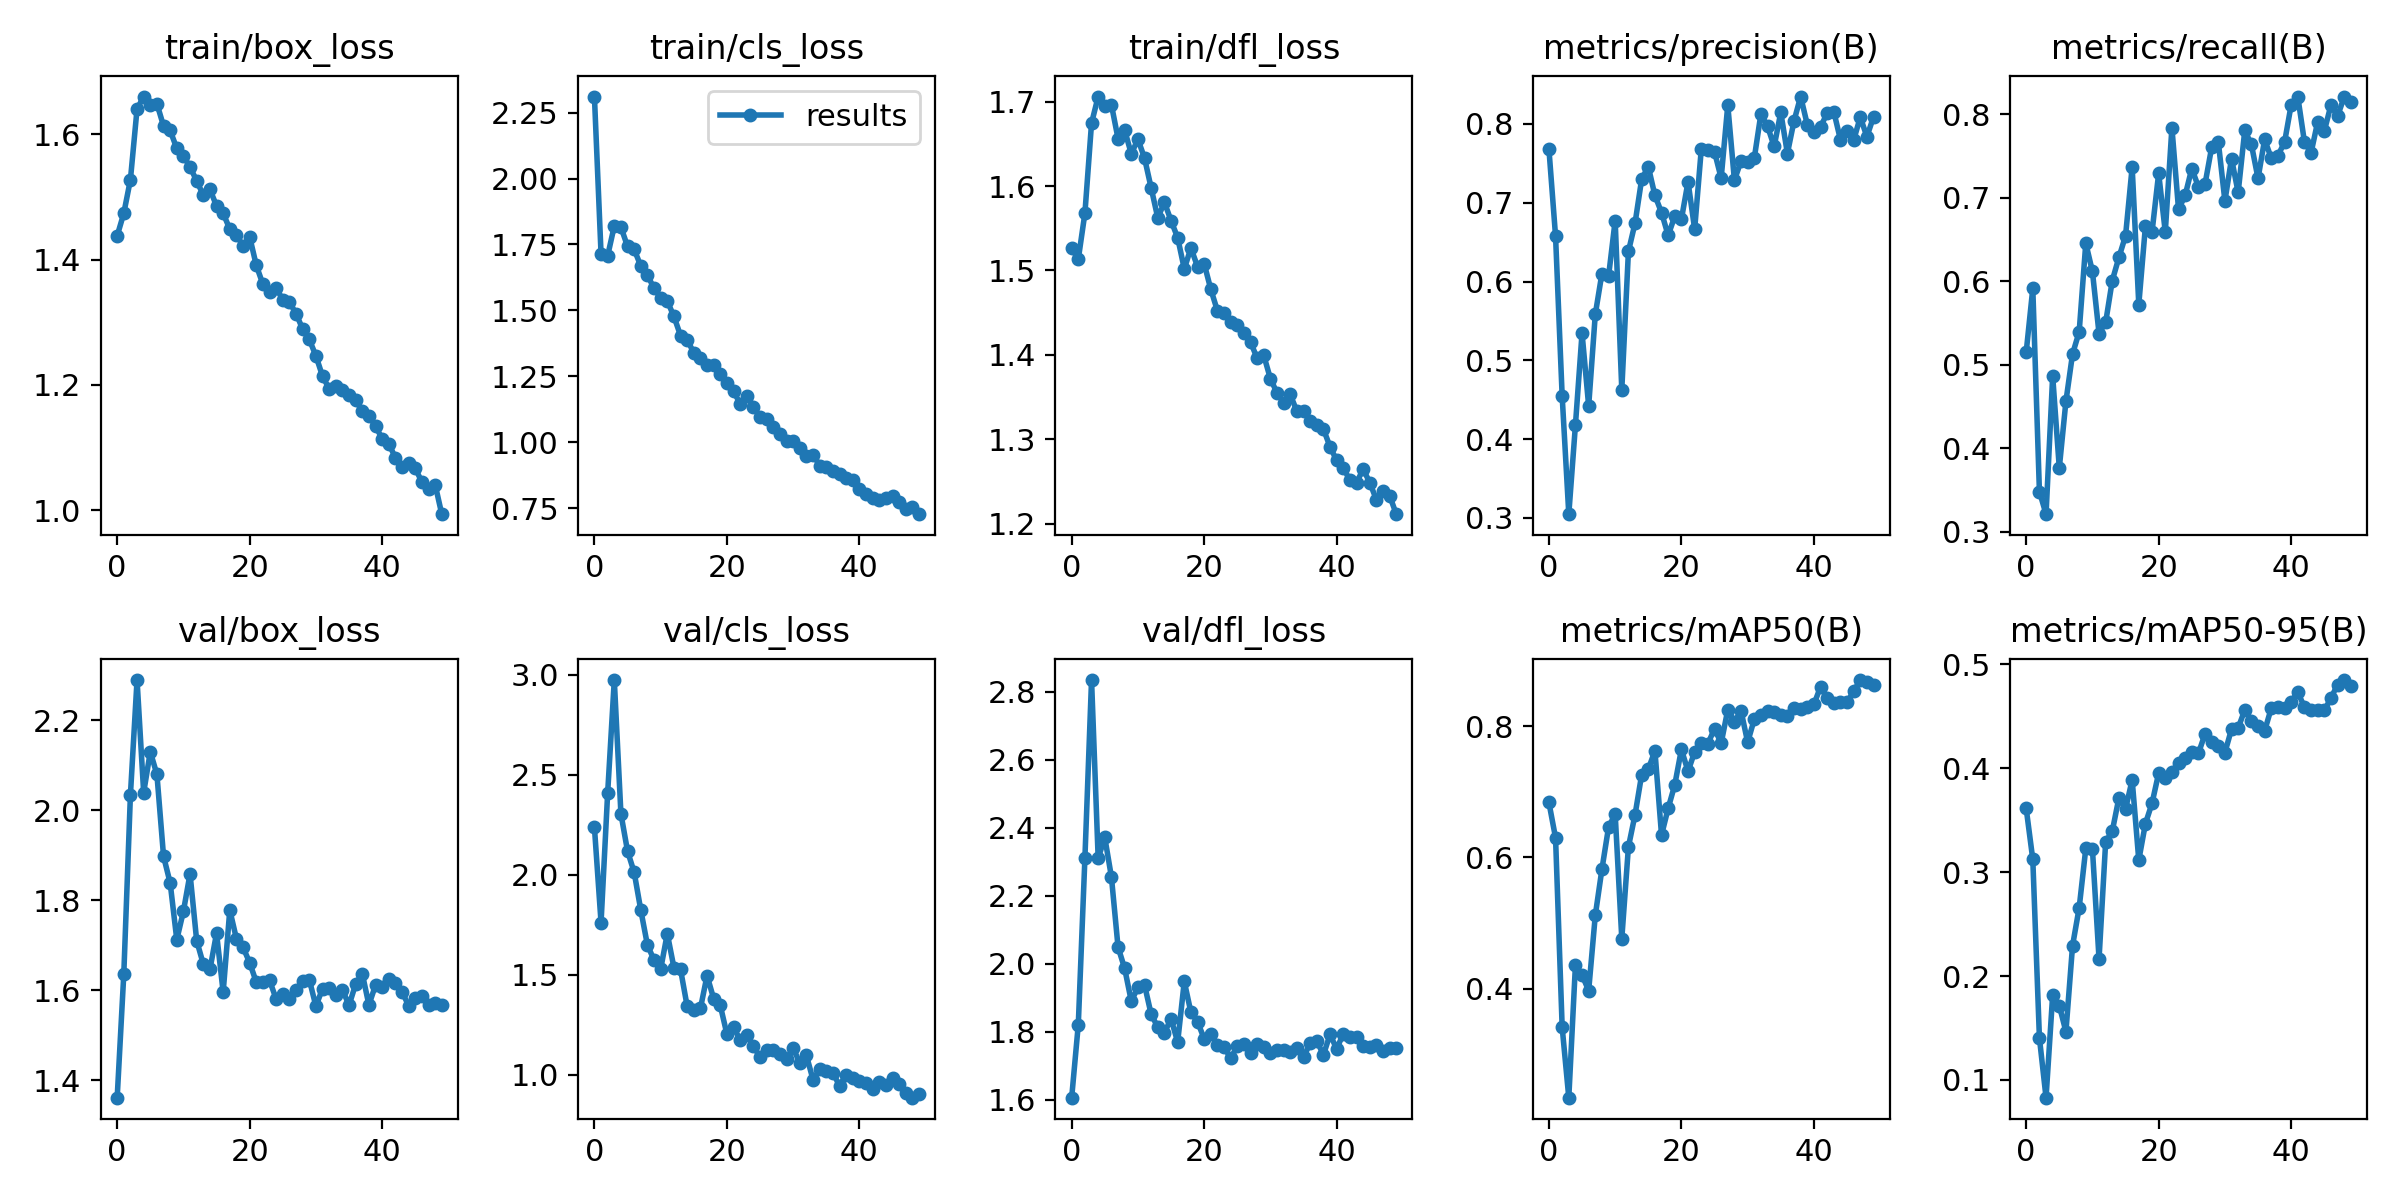 train/box_loss
1.6
1.4
1.2
1.0
0 20 40
train/cls_loss
results
2.25
2.00
1.75
1.50
1.25
1.00
0.75
0 20 40
train/dfl_loss
1.7
1.6
1.5
1.4
1.3
1.2
0 20 40
metrics/precision(B)
0.8
0.7
0.6
0.5
0.4
0.3
0 20 40
metrics/recall(B)
0.8
0.7
0.6
0.5
0.4
0.3
0 20 40
val/box_loss
2.2
2.0
1.8
1.6
1.4
0 20 40
val/cls_loss
3.0
2.5
2.0
1.5
1.0
0 20 40
val/dfl_loss
2.8
2.6
2.4
2.2
2.0
1.8
1.6
0 20 40
metrics/mAP50(B)
0.8
0.6
0.4
0 20 40
metrics/mAP50-95(B)
0.5
0.4
0.3
0.2
0.1
0 20 40